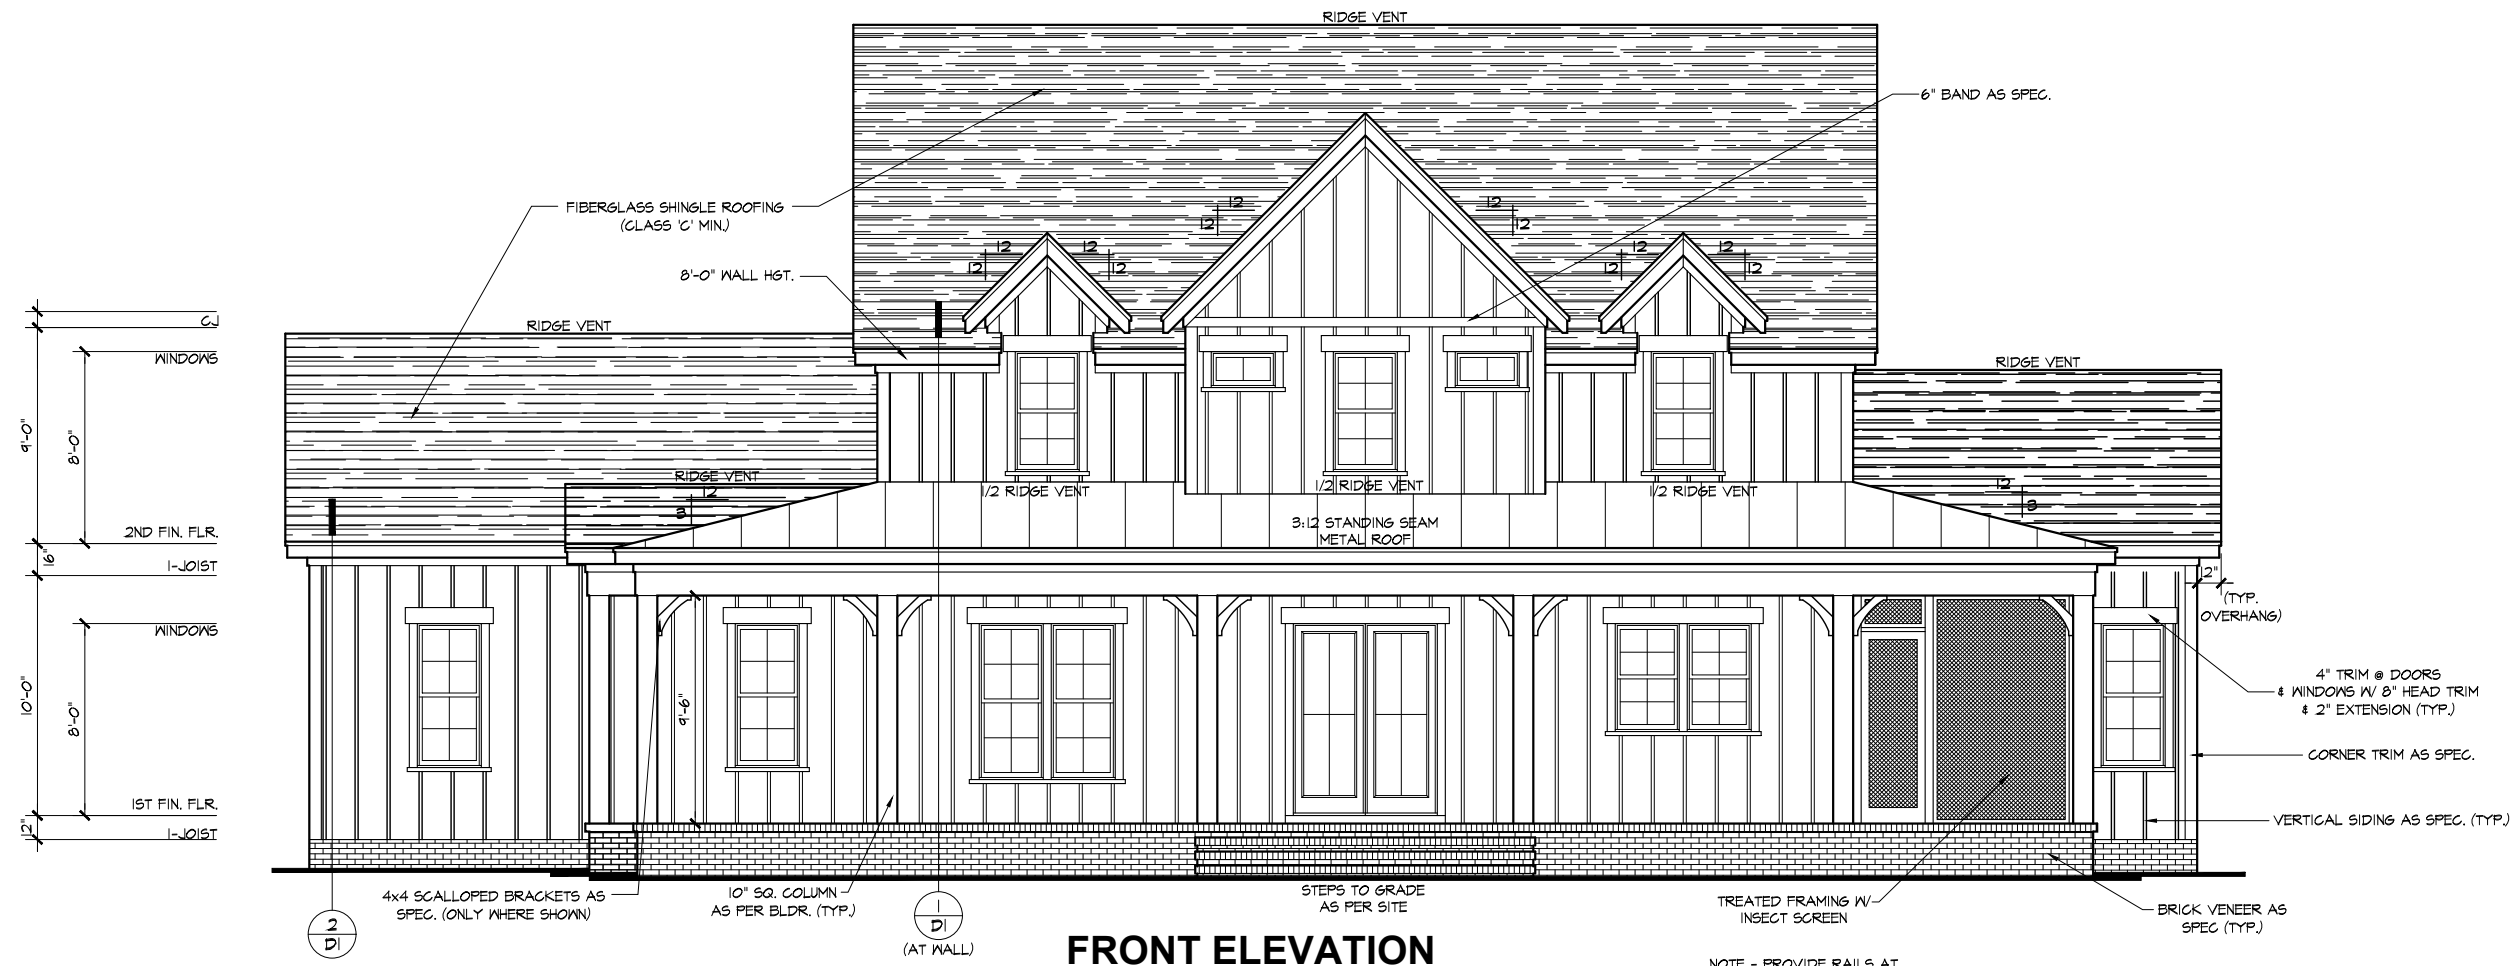 RIDGE VENT
6" BAND AS SPEC.
FIBERGLASS SHINGLE ROOFING
(CLASS 'C' MIN.)
12
12
12
12
12
12
12
12
12
12
12
12
8'-0" WALL HGT.
CJ
RIDGE VENT
WINDOWS
RIDGE VENT
9'-0"
8'-0"
RIDGE VENT
12
3
1/2 RIDGE VENT
1/2 RIDGE VENT
1/2 RIDGE VENT
12
3
3:12 STANDING SEAM
METAL ROOF
2ND FIN. FLR.
16"
I-JOIST
12"
(TYP.
OVERHANG)
WINDOWS
10'-0"
8'-0"
9'-6"
4" TRIM @ DOORS
& WINDOWS W/ 8" HEAD TRIM
& 2" EXTENSION (TYP.)
CORNER TRIM AS SPEC.
1ST FIN. FLR.
12"
I-JOIST
VERTICAL SIDING AS SPEC. (TYP.)
4x4 SCALLOPED BRACKETS AS
SPEC. (ONLY WHERE SHOWN)
10" SQ. COLUMN
AS PER BLDR. (TYP.)
STEPS TO GRADE
AS PER SITE
TREATED FRAMING W/
INSECT SCREEN
BRICK VENEER AS
SPEC (TYP.)
2
D1
1
D1
(AT WALL)
FRONT ELEVATION
NOTE - PROVIDE RAILS AT